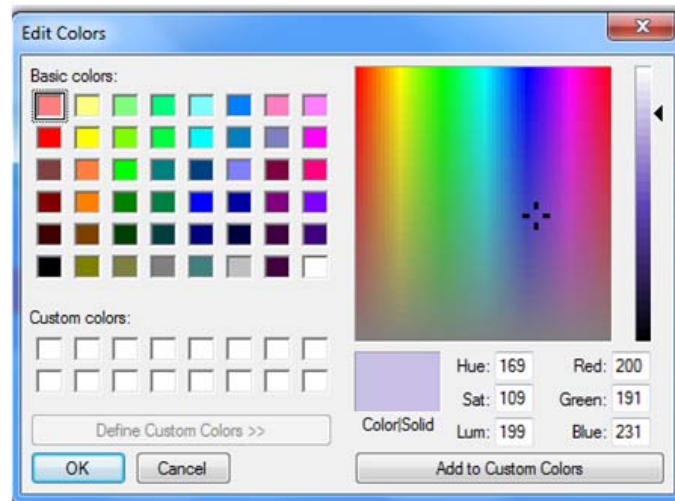 Edit Colors
x
Basic colors:
Custom colors:
Define Custom Colors >>
OK Cancel
Color|Solid
Hue: 169 Red: 200
Sat: 109 Green: 191
Lum: 199 Blue: 231
Add to Custom Colors